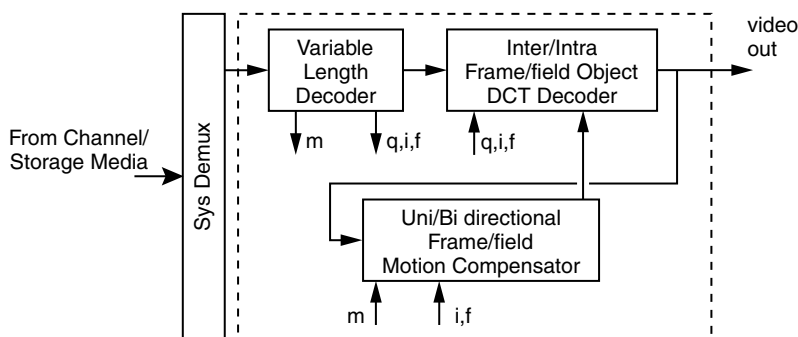 From Channel/
Storage Media
Sys Demux
Variable
Length
Decoder
m
q,i,f
Inter/Intra
Frame/field Object
DCT Decoder
q,i,f
video
out
Uni/Bi directional
Frame/field
Motion Compensator
m
i,f